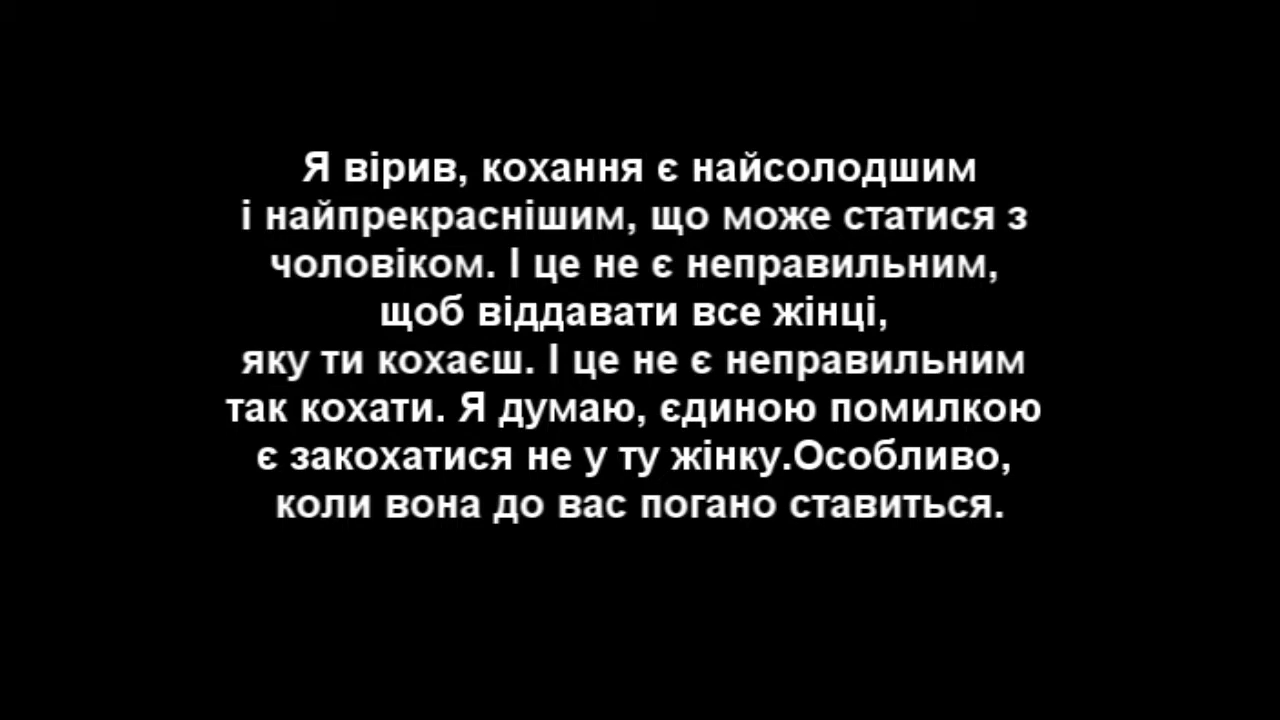 Я вірив, кохання є найсолодшим
і найпрекраснішим, що може статися з
чоловіком. І це не є неправильним,
щоб віддавати все жінці,
яку ти кохаєш. І це не є неправильним
так кохати. Я думаю, єдиною помилкою
є закохатися не у ту жінку.Особливо,
коли вона до вас погано ставиться.